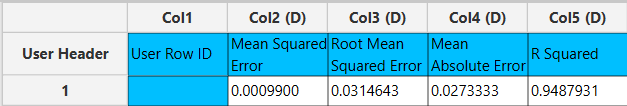 Col1 Col2 (D) Col3 (D) Col4 (D) Col5 (D)
User Header User Row ID Mean Squared Error Root Mean Squared Error Mean Absolute Error R Squared
1 0.0009900 0.0314643 0.0273333 0.9487931